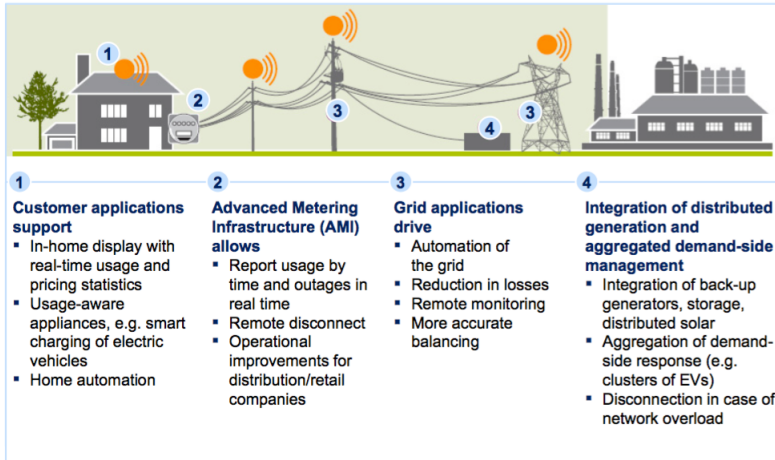 1
2
3
3
4
1
Customer applications
support
▪ In-home display with
real-time usage and
pricing statistics
▪ Usage-aware
appliances, e.g. smart
charging of electric
vehicles
▪ Home automation
2
Advanced Metering
Infrastructure (AMI)
allows
▪ Report usage by
time and outages in
real time
▪ Remote disconnect
▪ Operational
improvements for
distribution/retail
companies
3
Grid applications
drive
▪ Automation of
the grid
▪ Reduction in losses
▪ Remote monitoring
▪ More accurate
balancing
4
Integration of distributed
generation and
aggregated demand-side
management
▪ Integration of back-up
generators, storage,
distributed solar
▪ Aggregation of demand-
side response (e.g.
clusters of EVs)
▪ Disconnection in case of
network overload